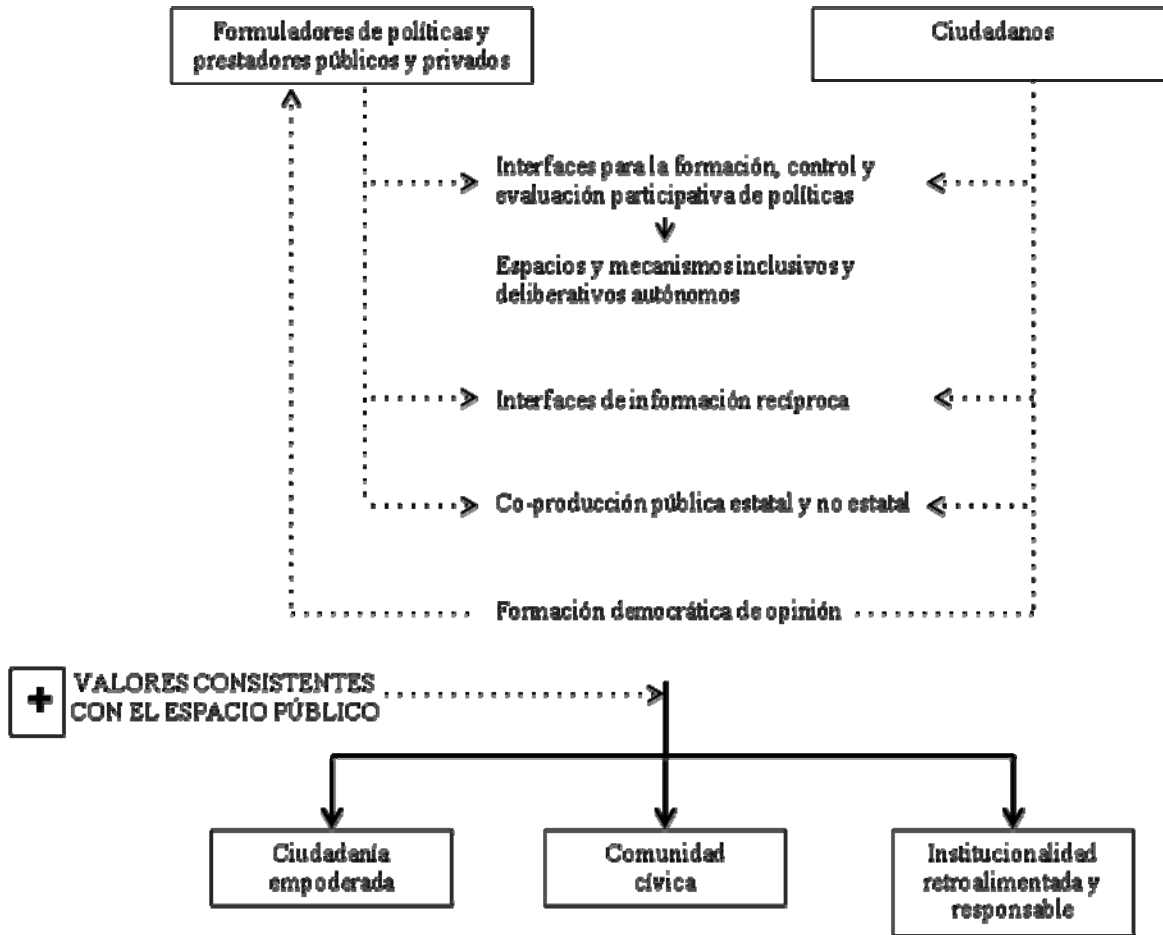 Formuladores de políticas y
prestadores públicos y privados
Ciudadanos
Interfaces para la formación, control y
evaluación participativa de políticas
Espacios y mecanismos inclusivos y
deliberativos autónomos
Interfaces de información recíproca
Co-producción pública estatal y no estatal
Formación democrática de opinión
+
VALORES CONSISTENTES
CON EL ESPACIO PÚBLICO
Ciudadanía
empoderada
Comunidad
cívica
Institucionalidad
retroalimentada y
responsable